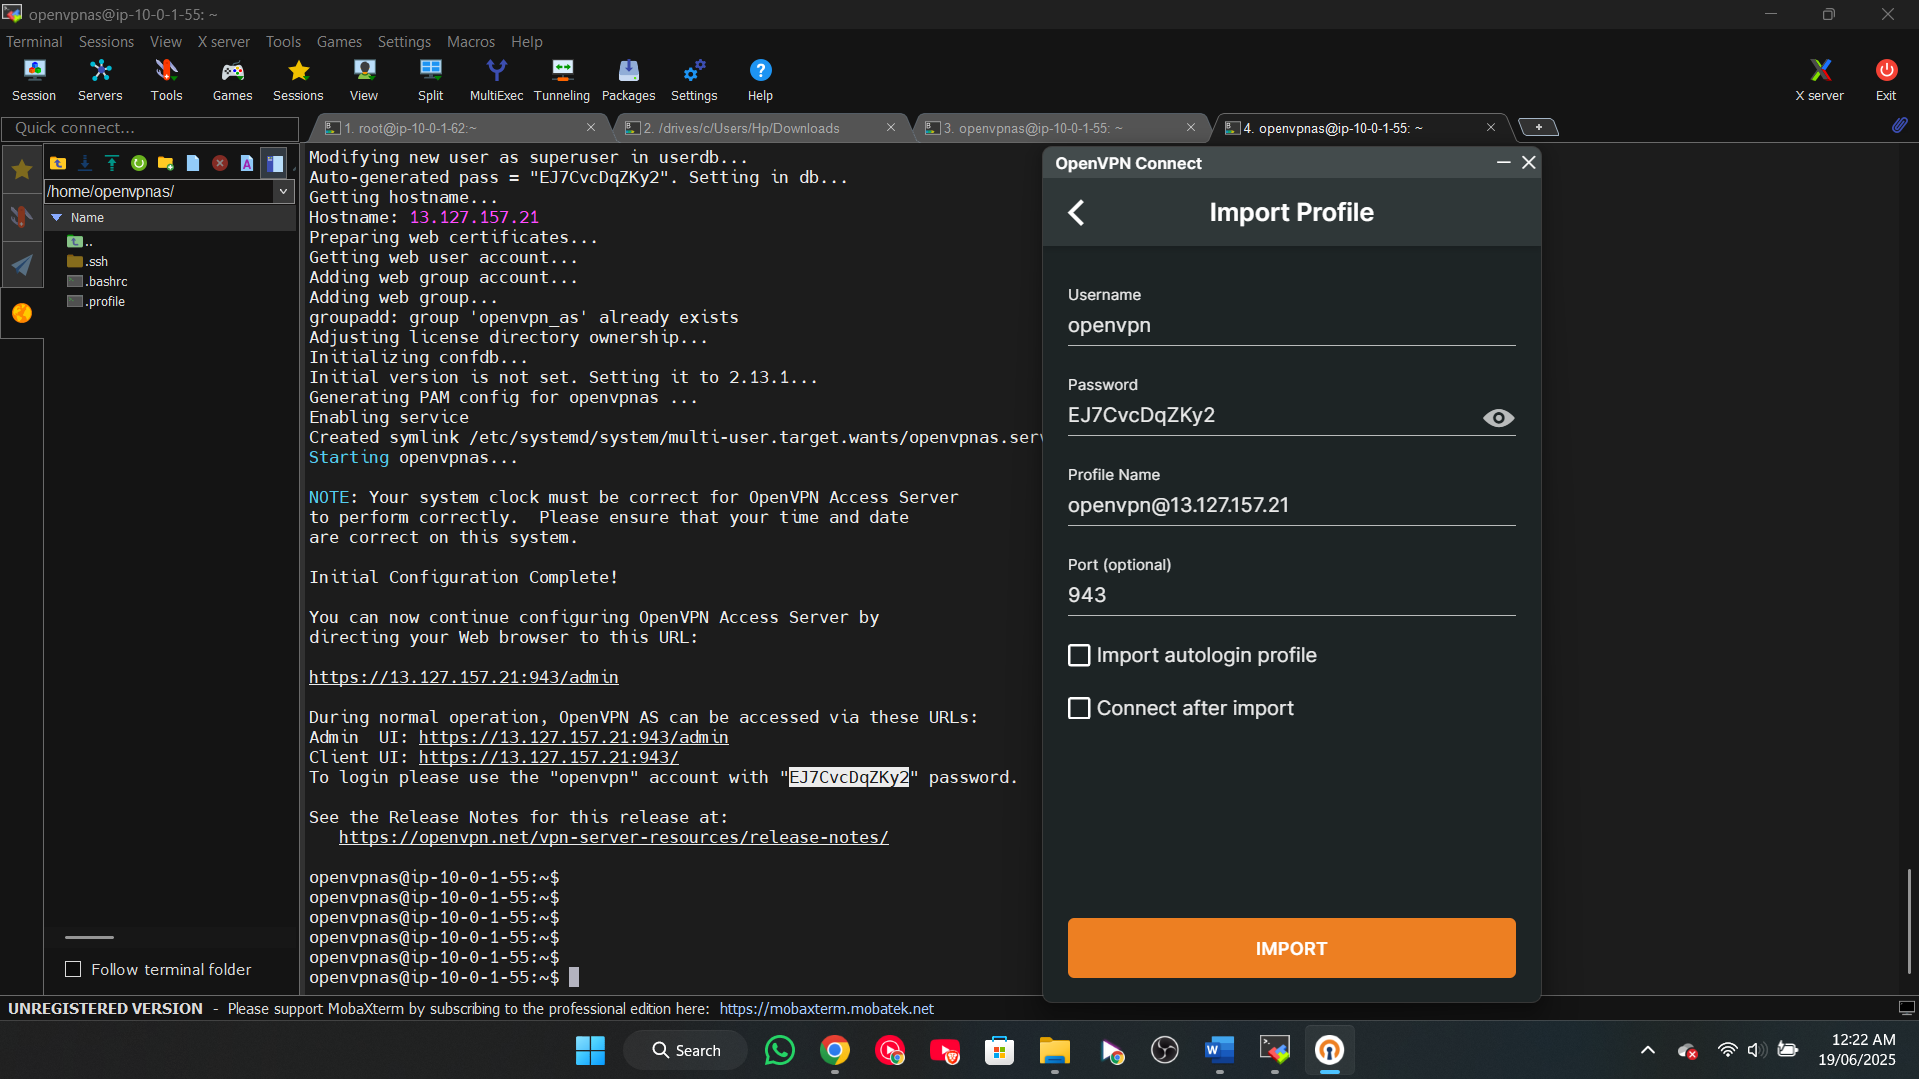 openvpnas@ip-10-0-1-55: ~
Terminal Sessions View X server Tools Games Settings Macros Help
Session Servers Tools Games Sessions View Split MultiExec Tunneling Packages Settings Help X server Exit
Quick connect...
1. root@ip-10-0-1-62:~
2. /drives/c/Users/Hp/Downloads
3. openvpnas@ip-10-0-1-55: ~
4. openvpnas@ip-10-0-1-55: ~
/home/openvpnas/
Name
..
.ssh
.bashrc
.profile
Follow terminal folder
Modifying new user as superuser in userdb...
Auto-generated pass = "EJ7CvcDqZKy2". Setting in db...
Getting hostname...
Hostname: 13.127.157.21
Preparing web certificates...
Getting web user account...
Adding web group account...
Adding web group...
groupadd: group 'openvpn_as' already exists
Adjusting license directory ownership...
Initializing confdb...
Initial version is not set. Setting it to 2.13.1...
Generating PAM config for openvpnas ...
Enabling service
Created symlink /etc/systemd/system/multi-user.target.wants/openvpnas.serv
Starting openvpnas...
NOTE: Your system clock must be correct for OpenVPN Access Server
to perform correctly.  Please ensure that your time and date
are correct on this system.
Initial Configuration Complete!
You can now continue configuring OpenVPN Access Server by
directing your Web browser to this URL:
https://13.127.157.21:943/admin
During normal operation, OpenVPN AS can be accessed via these URLs:
Admin  UI: https://13.127.157.21:943/admin
Client UI: https://13.127.157.21:943/
To login please use the "openvpn" account with "EJ7CvcDqZKy2" password.
See the Release Notes for this release at:
https://openvpn.net/vpn-server-resources/release-notes/
openvpnas@ip-10-0-1-55:~$
openvpnas@ip-10-0-1-55:~$
openvpnas@ip-10-0-1-55:~$
openvpnas@ip-10-0-1-55:~$
openvpnas@ip-10-0-1-55:~$
openvpnas@ip-10-0-1-55:~$
OpenVPN Connect
Import Profile
Username
openvpn
Password
EJ7CvcDqZKy2
Profile Name
openvpn@13.127.157.21
Port (optional)
943
Import autologin profile
Connect after import
IMPORT
UNREGISTERED VERSION - Please support MobaXterm by subscribing to the professional edition here: https://mobaxterm.mobatek.net
Search
12:22 AM
19/06/2025